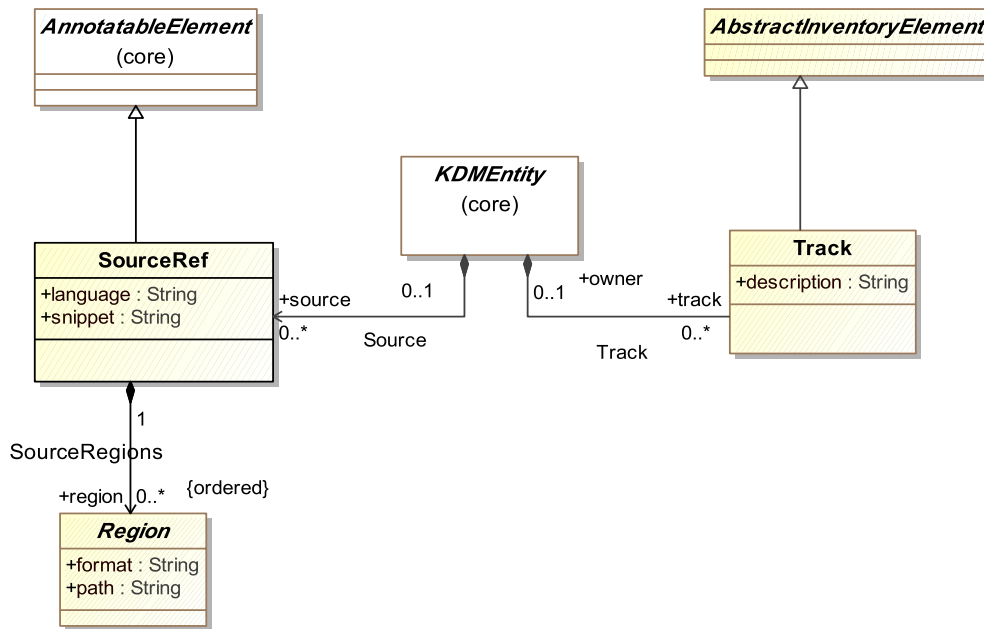 AnnotatableElement
(core)
AbstractInventoryElement
KDMEntity
(core)
SourceRef
+language : String
+snippet : String
Track
+description : String
0..1
0..1
+owner
+source
0..*
Source
+track
0..*
Track
1
SourceRegions
+region
0..*
{ordered}
Region
+format : String
+path : String